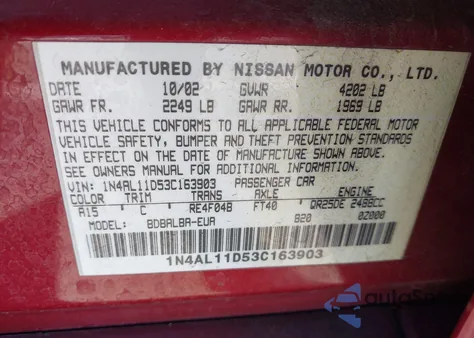 MANUFACTURED BY NISSAN MOTOR CO., LTD.
DATE 10/02 GVWR 4202 LB
GAWR FR. 2249 LB GAWR RR. 1969 LB
THIS VEHICLE CONFORMS TO ALL APPLICABLE FEDERAL MOTOR
VEHICLE SAFETY, BUMPER AND THEFT PREVENTION STANDARDS
IN EFFECT ON THE DATE OF MANUFACTURE SHOWN ABOVE.
SEE OWNERS MANUAL FOR ADDITIONAL INFORMATION.
VIN: 1N4AL11D53C163903 PASSENGER CAR
COLOR TRIM TRANS AXLE ENGINE
A15 C RE4F04B FT40 QR25DE 2488CC
MODEL: BDBALBA-EUA 820 0Z000
1N4AL11D53C163903